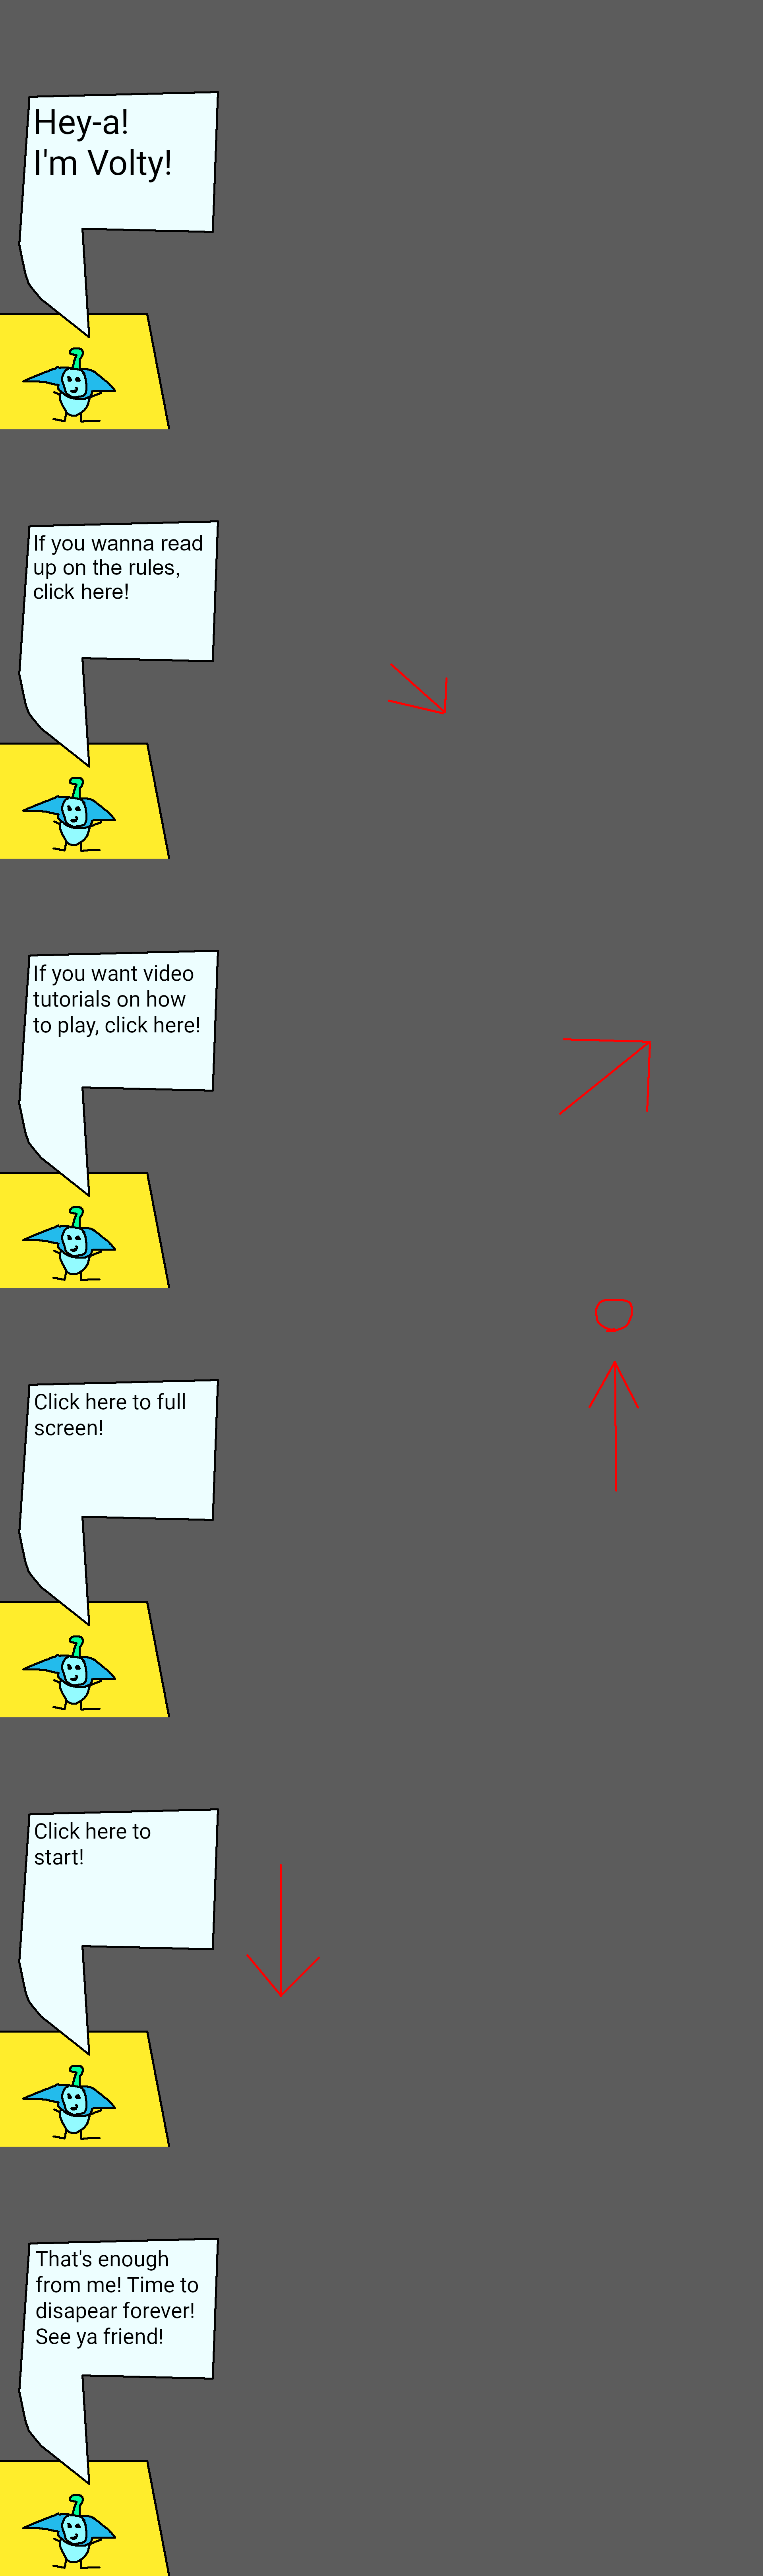 Hey-a!
I'm Volty!
If you wanna read
up on the rules,
click here!
If you want video
tutorials on how
to play, click here!
Click here to full
screen!
Click here to
start!
That's enough
from me! Time to
disapear forever!
See ya friend!